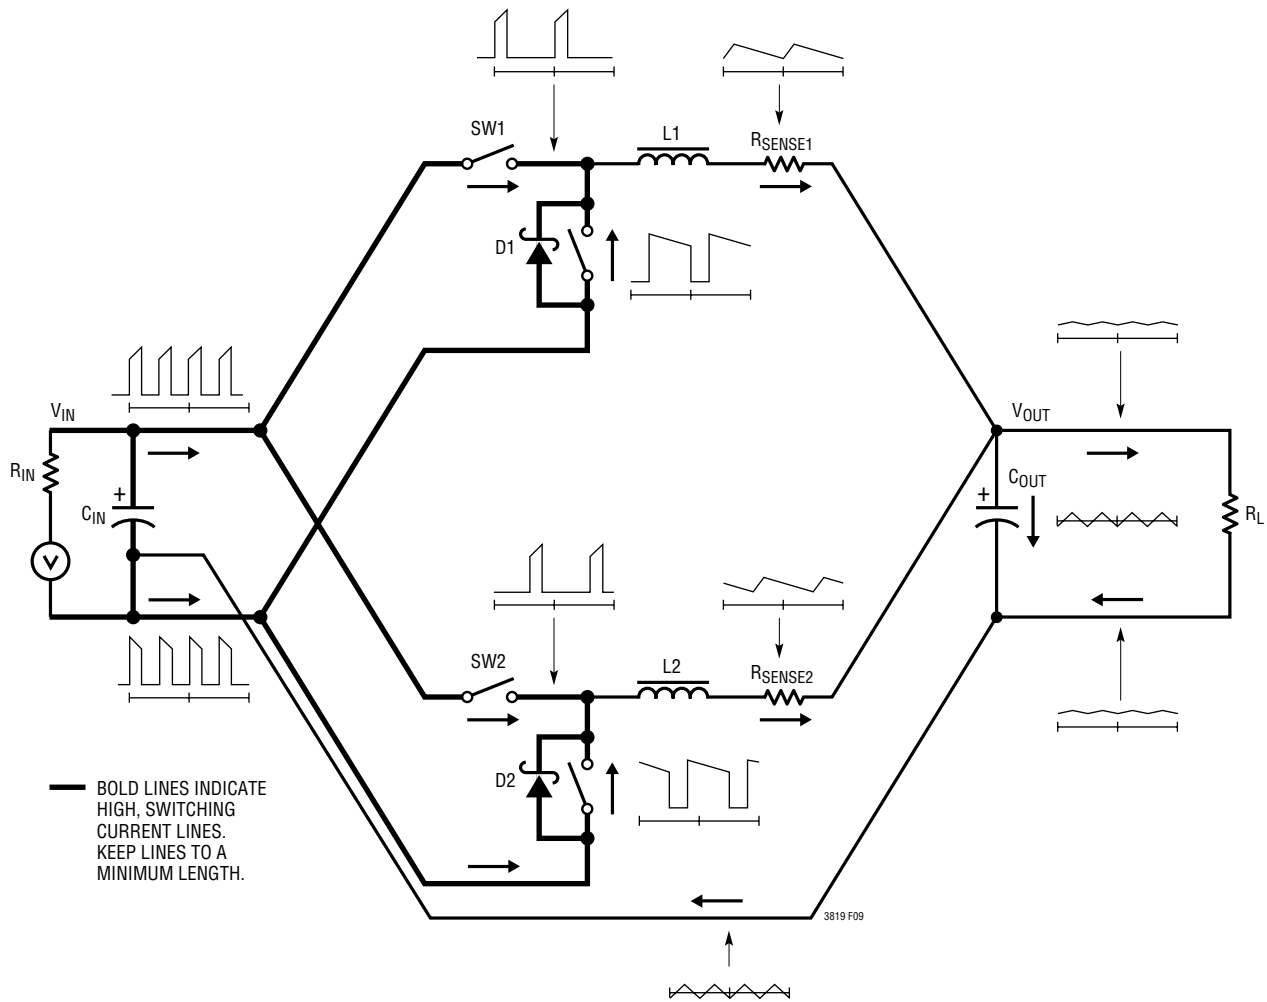 SW1
L1
RSENSE1
D1
VIN
VOUT
RIN
CIN
+
COUT
+
RL
V
SW2
L2
RSENSE2
D2
BOLD LINES INDICATE
HIGH, SWITCHING
CURRENT LINES.
KEEP LINES TO A
MINIMUM LENGTH.
3819 F09